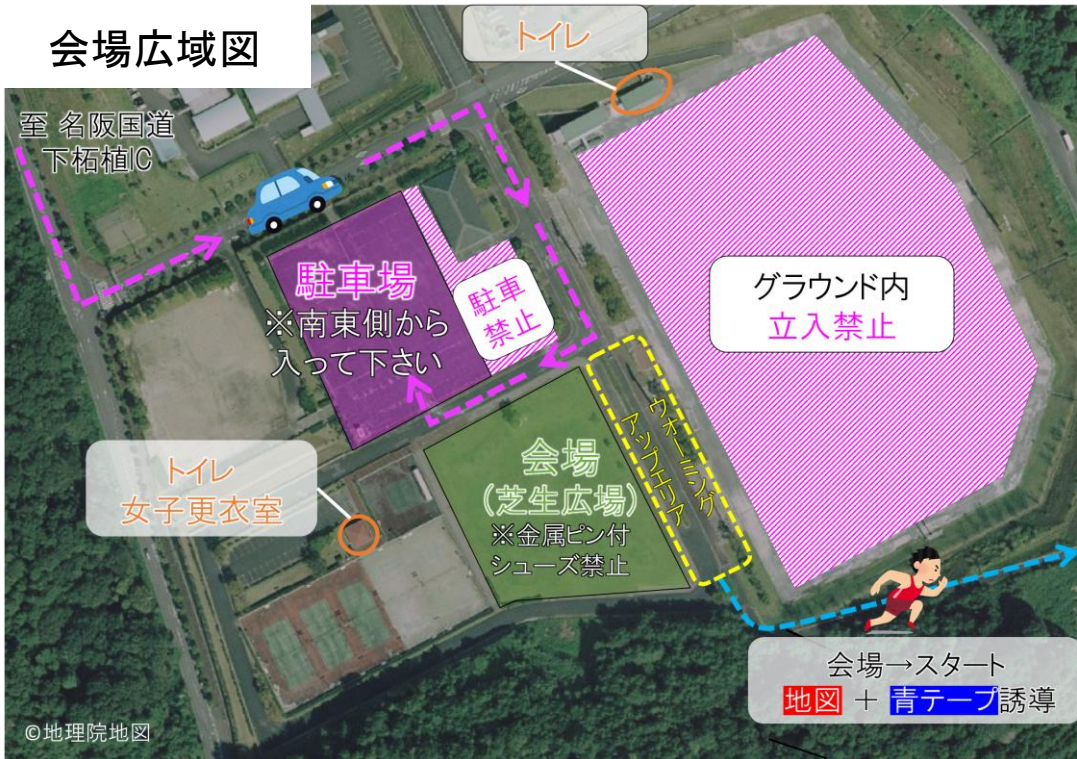 会場広域図
トイレ
至 名阪国道
下柘植IC
駐車場
※南東側から
入って下さい
駐車
禁止
グラウンド内
立入禁止
ウォーミング
アップエリア
トイレ
女子更衣室
会場
(芝生広場)
※金属ピン付
シューズ禁止
会場→スタート
地図 + 青テープ誘導
©地理院地図